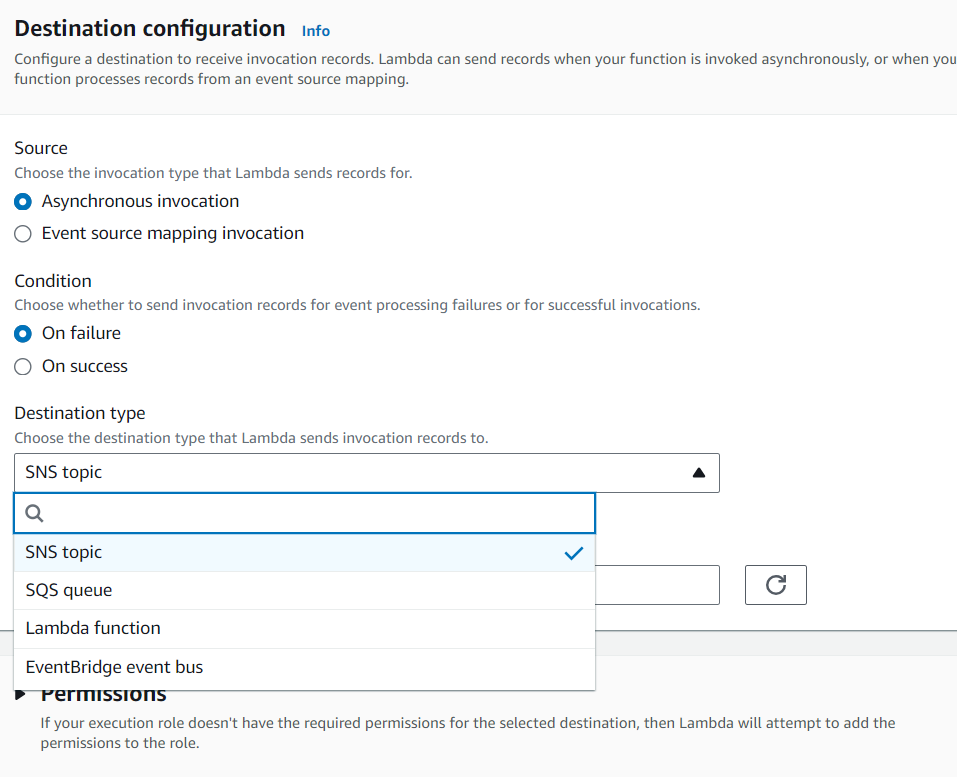 Destination configuration Info
Configure a destination to receive invocation records. Lambda can send records when your function is invoked asynchronously, or when you
function processes records from an event source mapping.
Source
Choose the invocation type that Lambda sends records for.
Asynchronous invocation
Event source mapping invocation
Condition
Choose whether to send invocation records for event processing failures or for successful invocations.
On failure
On success
Destination type
Choose the destination type that Lambda sends invocation records to.
SNS topic
SNS topic
SQS queue
Lambda function
EventBridge event bus
Permissions
If your execution role doesn't have the required permissions for the selected destination, then Lambda will attempt to add the
permissions to the role.